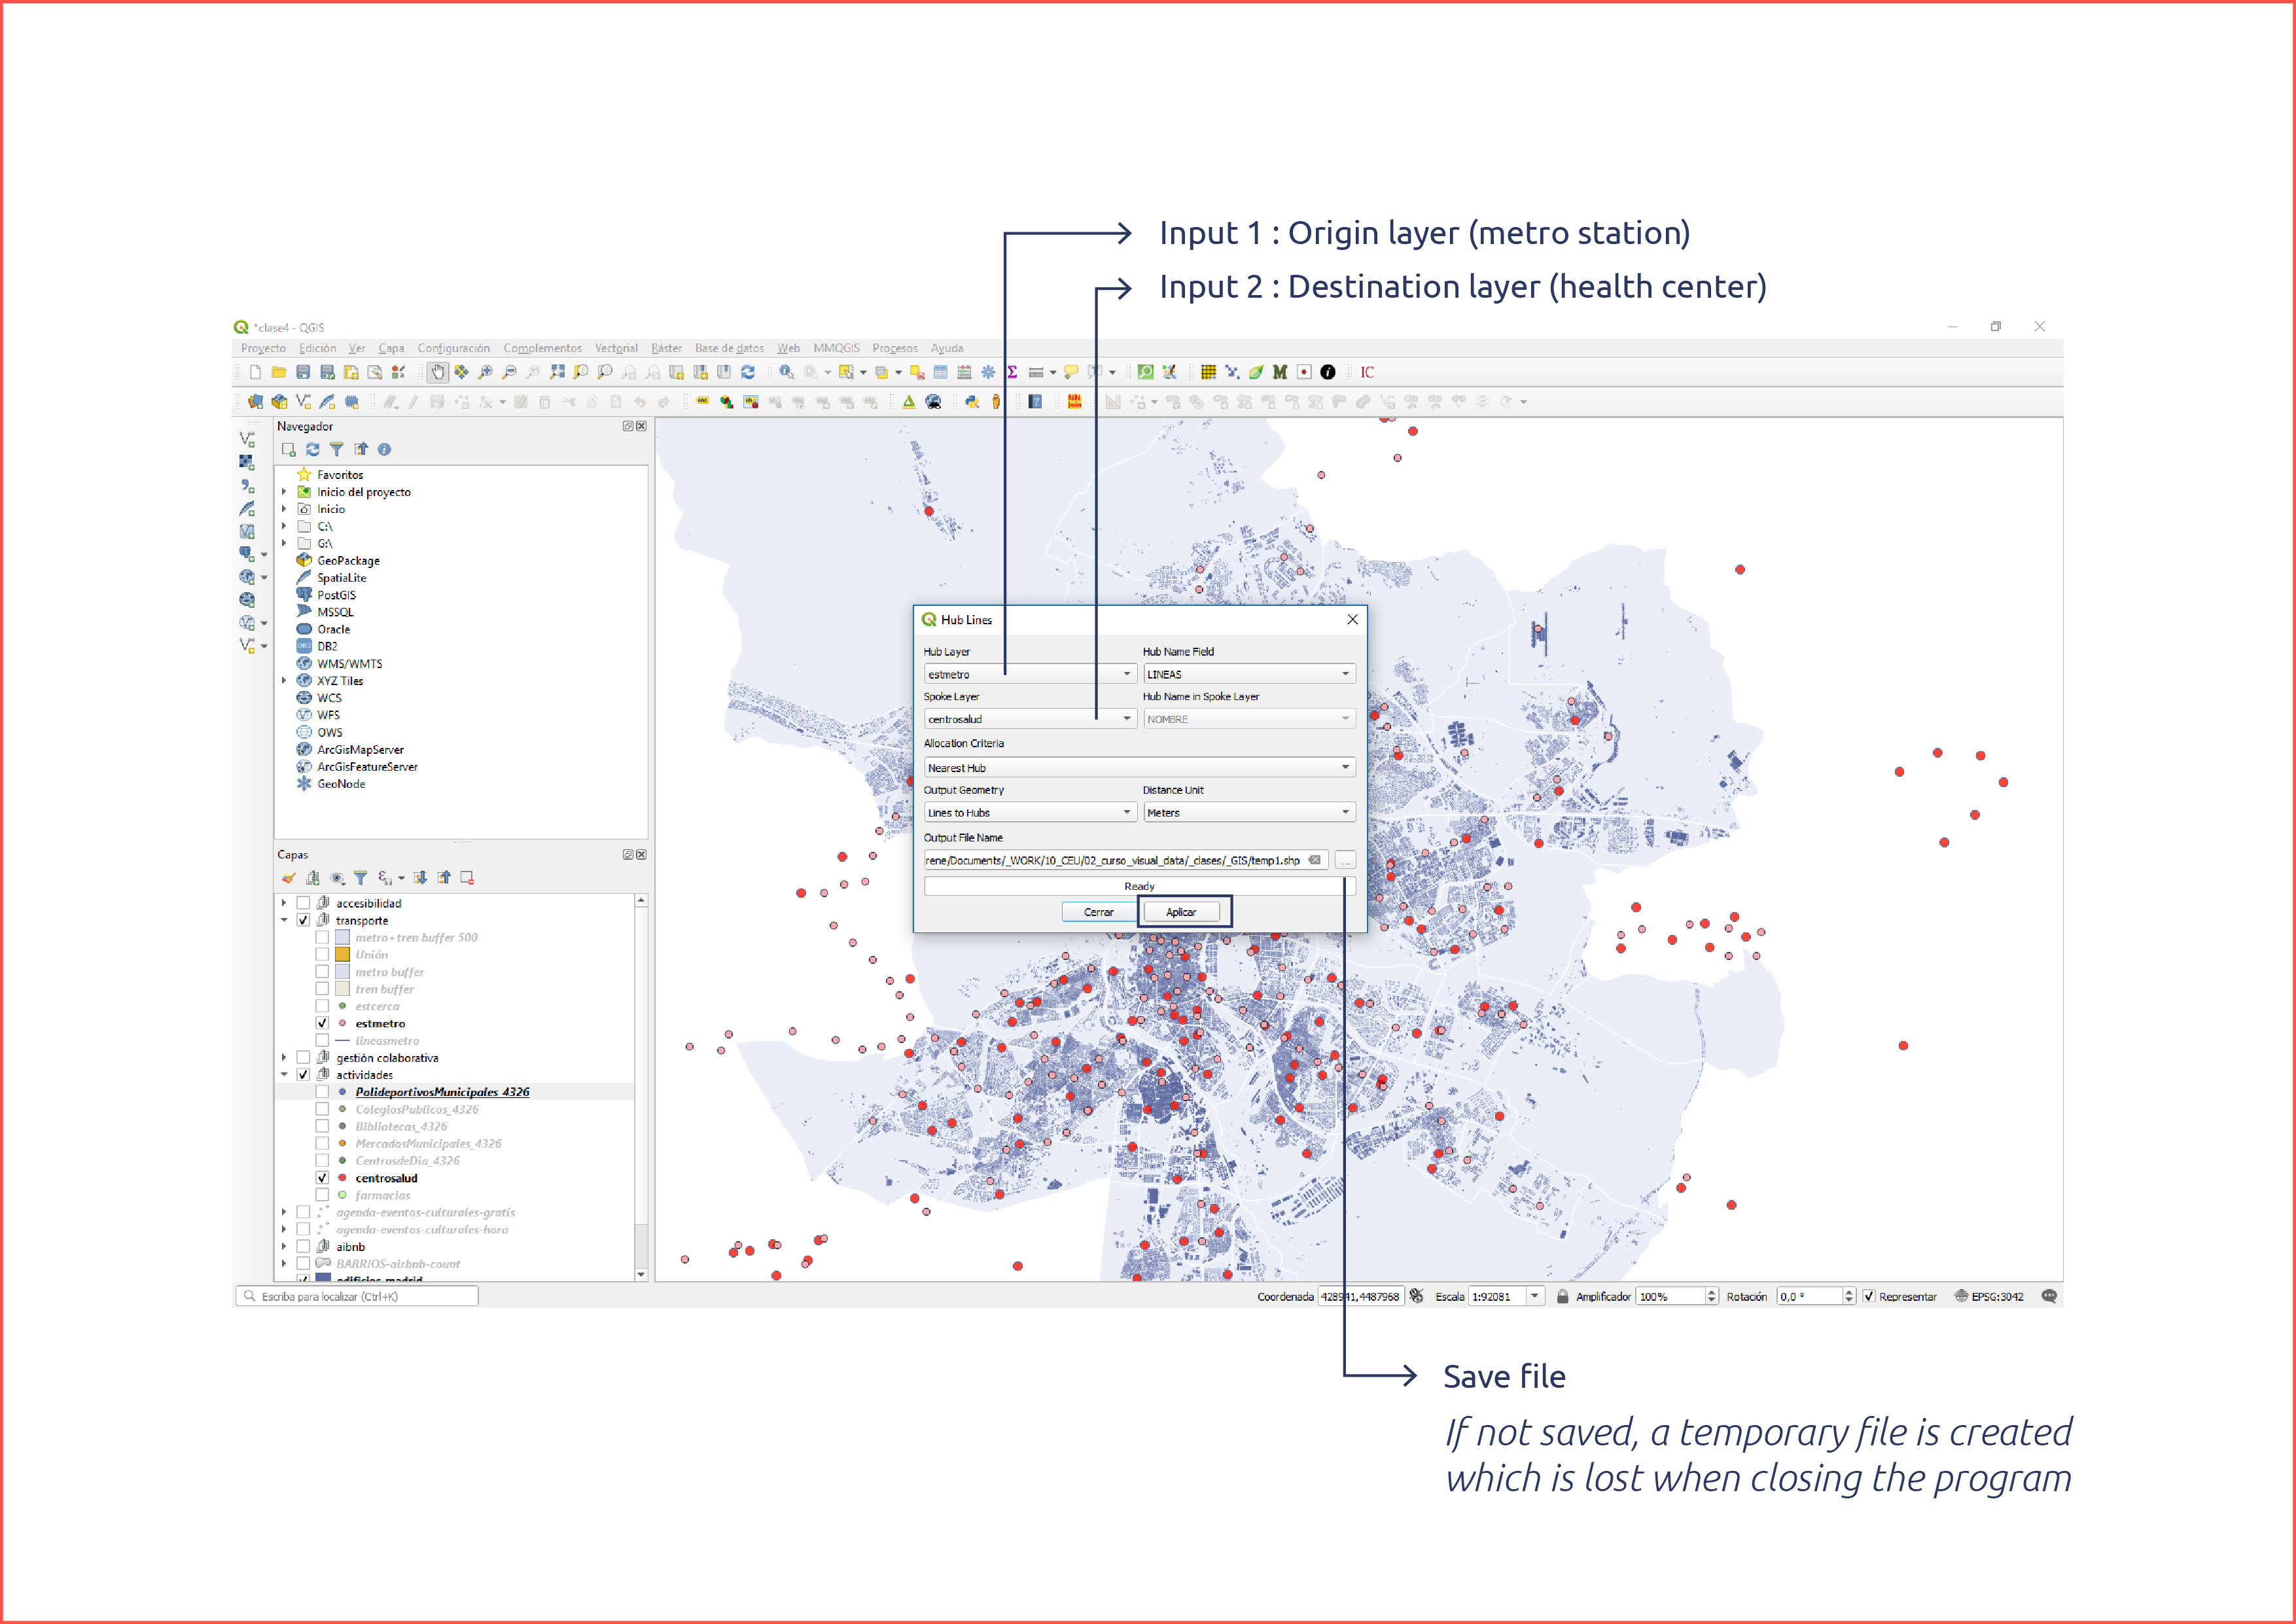 Input 1 : Origin layer (metro station)
Input 2 : Destination layer (health center)
*clase4 - QGIS
Proyecto Edición Ver Capa Configuración Complementos Vectorial Ráster Base de datos Web MMQGIS Procesos Ayuda
IC
Navegador
Favoritos
Inicio del proyecto
Inicio
C:\
G:\
GeoPackage
SpatiaLite
PostGIS
MSSQL
Oracle
DB2
WMS/WMTS
XYZ Tiles
WCS
WFS
OWS
ArcGisMapServer
ArcGisFeatureServer
GeoNode
Capas
accesibilidad
transporte
metro+tren buffer 500
Unión
metro buffer
tren buffer
estcerca
estmetro
lineasmetro
gestión colaborativa
actividades
PolideportivosMunicipales_4326
ColegiosPublicos_4326
Bibliotecas_4326
MercadosMunicipales_4326
CentrosdeDia_4326
centrosalud
farmacias
agenda-eventos-culturales-gratis
agenda-eventos-culturales-hora
aibnb
BARRIOS-airbnb-count
edificios_madrid
Hub Lines
Hub Layer Hub Name Field
estmetro LINEAS
Spoke Layer Hub Name in Spoke Layer
centrosalud NOMBRE
Allocation Criteria
Nearest Hub
Output Geometry Distance Unit
Lines to Hubs Meters
Output File Name
rene/Documents/_WORK/10_CEU/02_curso_visual_data/_clases/_GIS/temp1.shp ...
Ready
Cerrar Aplicar
Escriba para localizar (Ctrl+K) Coordenada 428941,4487968 Escala 1:92081 Amplificador 100% Rotación 0,0 ° Representar EPSG:3042
Save file
If not saved, a temporary file is created
which is lost when closing the program